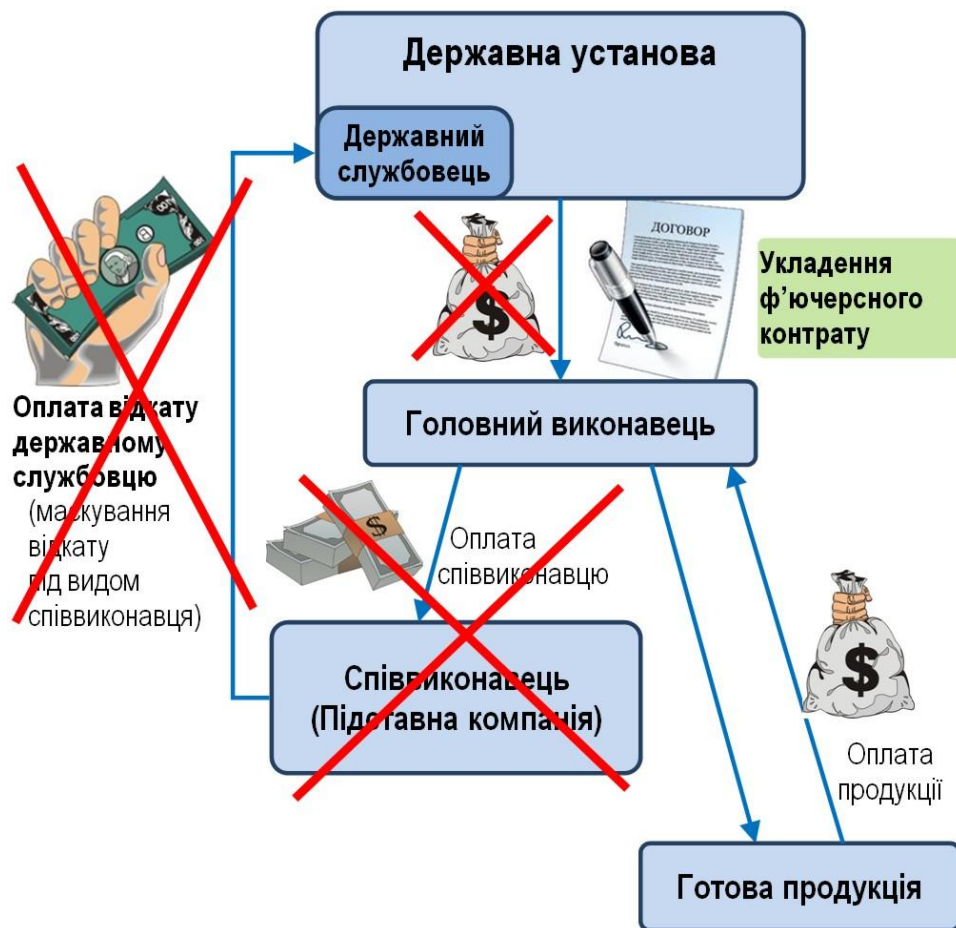 Державна установа
Державний
службовець
ДОГОВОР
Укладення
ф’ючерсного
контрату
Оплата відкату
державному
службовцю
(маскування
відкату
під видом
співвиконавця)
Головний виконавець
Оплата
співвиконавцю
Співвиконавець
(Підставна компанія)
Оплата
продукції
Готова продукція